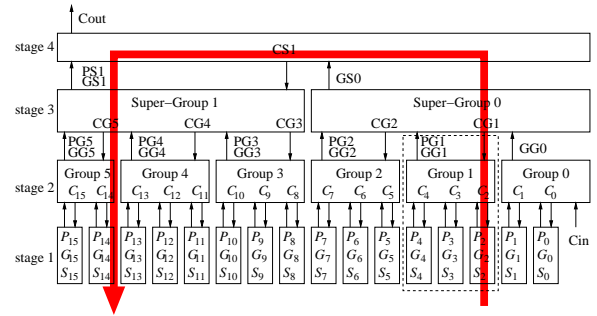 Cout
stage 4
CS1
PS1 GS0
GS1
Super-Group 1 Super-Group 0
stage 3
CG5 CG4 CG3 CG2 CG1
PG5 PG4 PG3 PG2 PG1
GG5 GG4 GG3 GG2 GG1 GG0
Group 5 Group 4 Group 3 Group 2 Group 1 Group 0
stage 2
C15 C14 C13 C12 C11 C10 C9 C8 C7 C6 C5 C4 C3 C2 C1 C0
Cin
P15 P14 P13 P12 P11 P10 P9 P8 P7 P6 P5 P4 P3 P2 P1 P0
stage 1 G15 G14 G13 G12 G11 G10 G9 G8 G7 G6 G5 G4 G3 G2 G1 G0
S15 S14 S13 S12 S11 S10 S9 S8 S7 S6 S5 S4 S3 S2 S1 S0